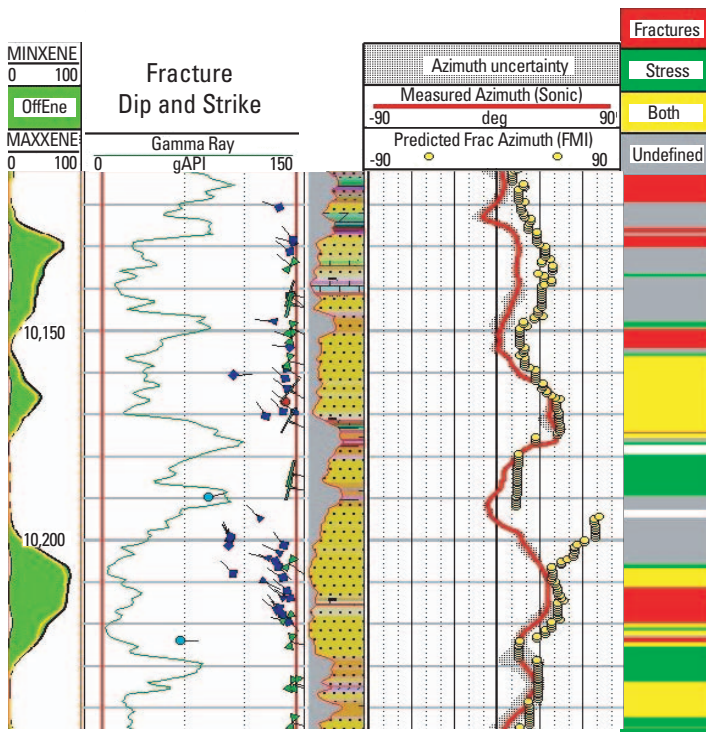 MINXENE
0 100
OffEne
MAXXENE
0 100
Fracture
Dip and Strike
Gamma Ray
0 gAPI 150
Azimuth uncertainty
Measured Azimuth (Sonic)
-90 deg 90
Predicted Frac Azimuth (FMI)
-90 90
Fractures
Stress
Both
Undefined
10,150
10,200